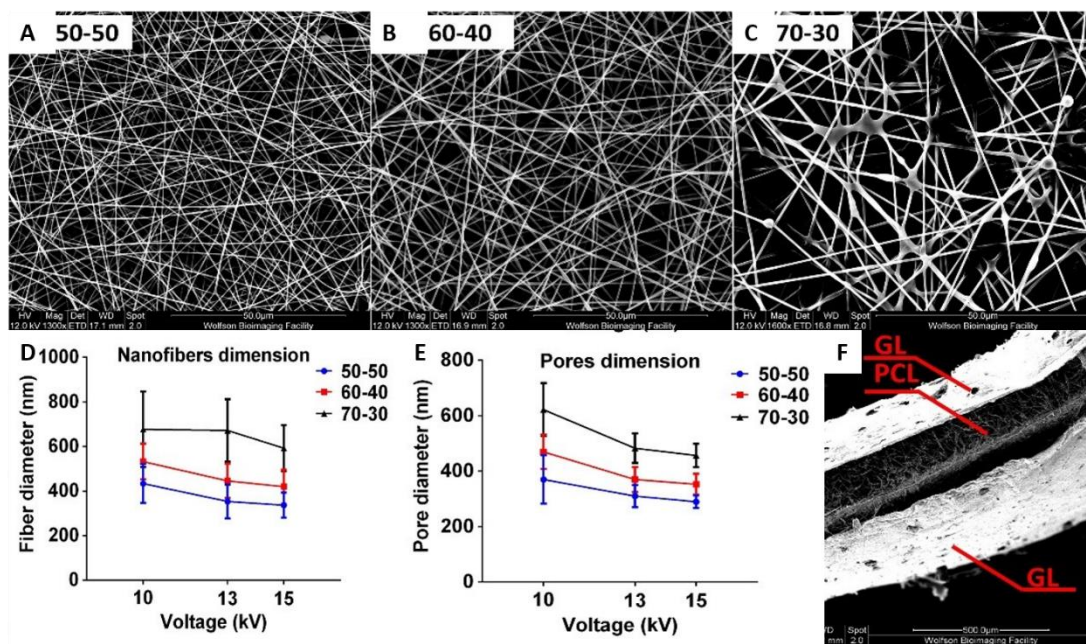 A 50-50
HV Mag Det WD Spot 50.0µm
12.0 kV 1300x ETD 17.1 mm 2.0 Wolfson Bioimaging Facility
B 60-40
HV Mag Det WD Spot 50.0µm
12.0 kV 1300x ETD 16.9 mm 2.0 Wolfson Bioimaging Facility
C 70-30
HV Mag Det WD Spot 50.0µm
12.0 kV 1600x ETD 16.8 mm 2.0 Wolfson Bioimaging Facility
D Nanofibers dimension
Fiber diameter (nm)
1000
800
600
400
200
0
10 13 15
Voltage (kV)
50-50
60-40
70-30
E Pores dimension
Pore diameter (nm)
800
600
400
200
0
10 13 15
Voltage (kV)
50-50
60-40
70-30
F
GL
PCL
GL
Spot 500.0µm
2.0 Wolfson Bioimaging Facility